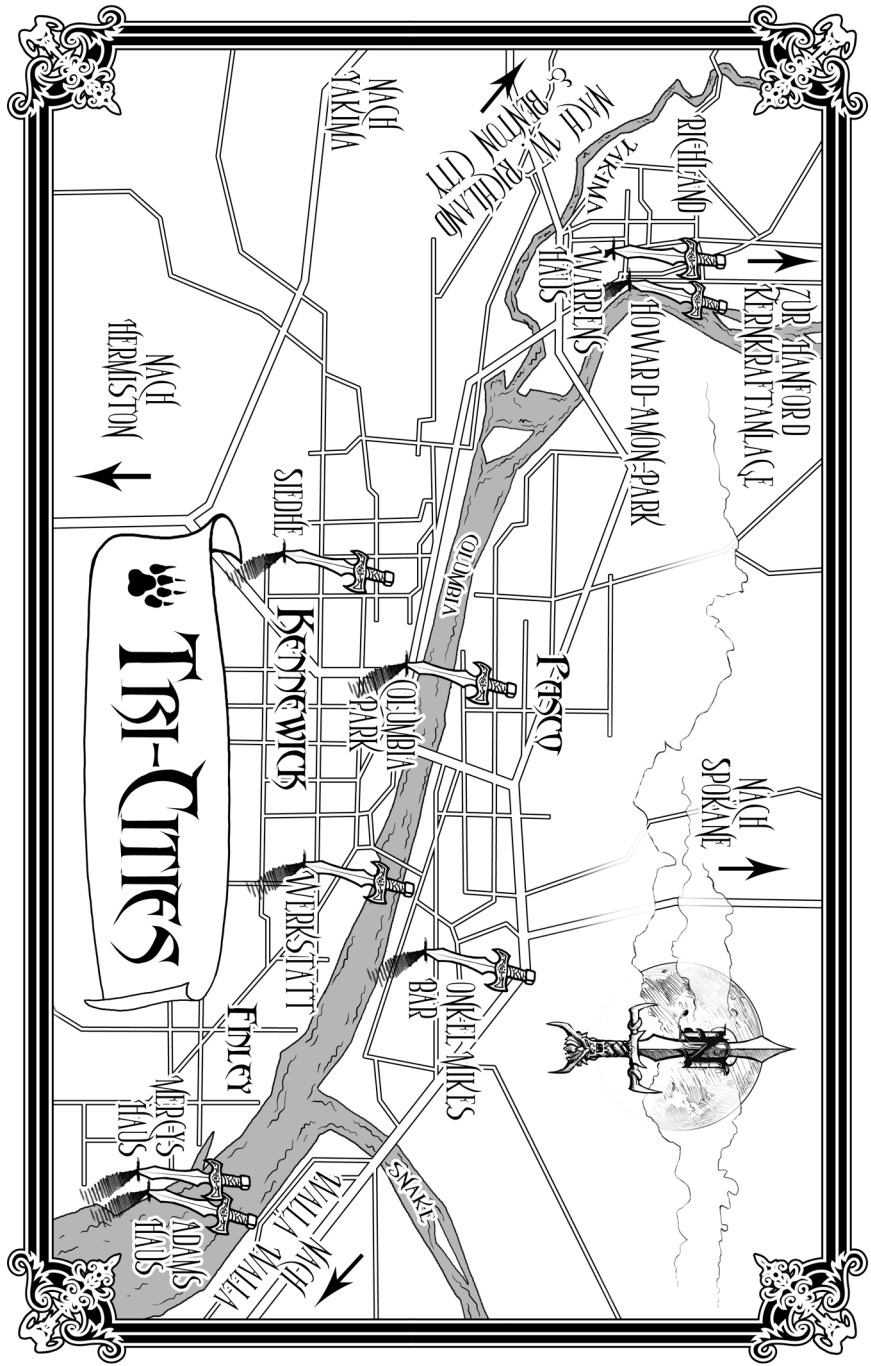 ZUR HANFORD
KERNKRAFTANLAGE
NACH
SPOKANE
N
RICHLAND
HOWARD-AMON-PARK
YAKIMA
WARRENS
HAUS
NACH W. RICHLAND
BENTON CITY
PASCO
COLUMBIA
ONKEL MIKES
BAR
SNAKE
COLUMBIA
PARK
NACH
YAKIMA
NACH
WALLA WALLA
SIEDHE
KENNEWICK
WERKSTATT
FINLEY
NACH
HERMISTON
TRI-CITIES
MERCYS
HAUS
ADAMS
HAUS